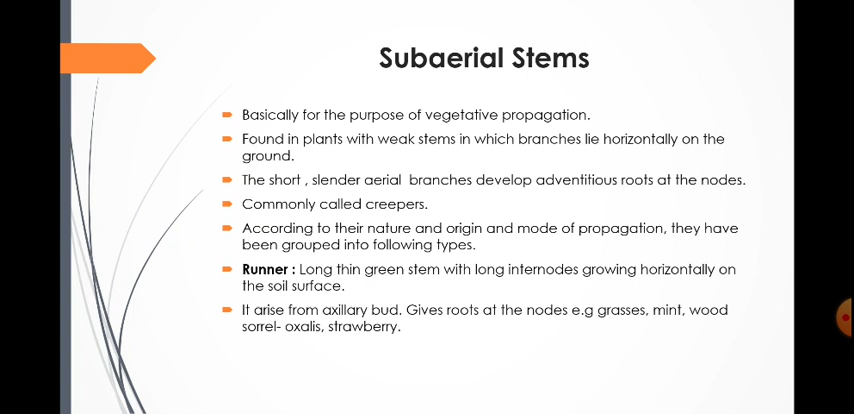 Subaerial Stems
Basically for the purpose of vegetative propagation.
Found in plants with weak stems in which branches lie horizontally on the
ground.
The short , slender aerial branches develop adventitious roots at the nodes.
Commonly called creepers.
According to their nature and origin and mode of propagation, they have
been grouped into following types.
Runner : Long thin green stem with long internodes growing horizontally on
the soil surface.
It arise from axillary bud. Gives roots at the nodes e.g grasses, mint, wood
sorrel- oxalis, strawberry.